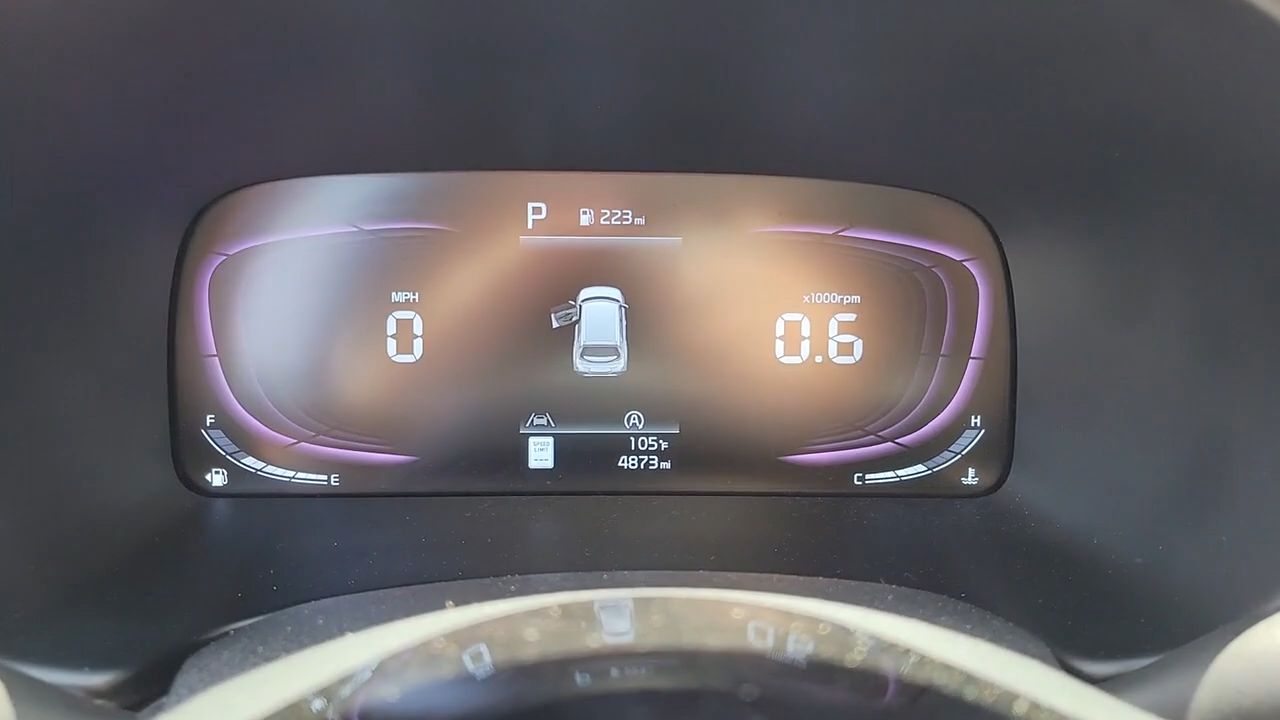 P 223 mi
MPH
0
x1000rpm
0.6
F
H
A
SPEED LIMIT
---
105°F
4873 mi
E
C